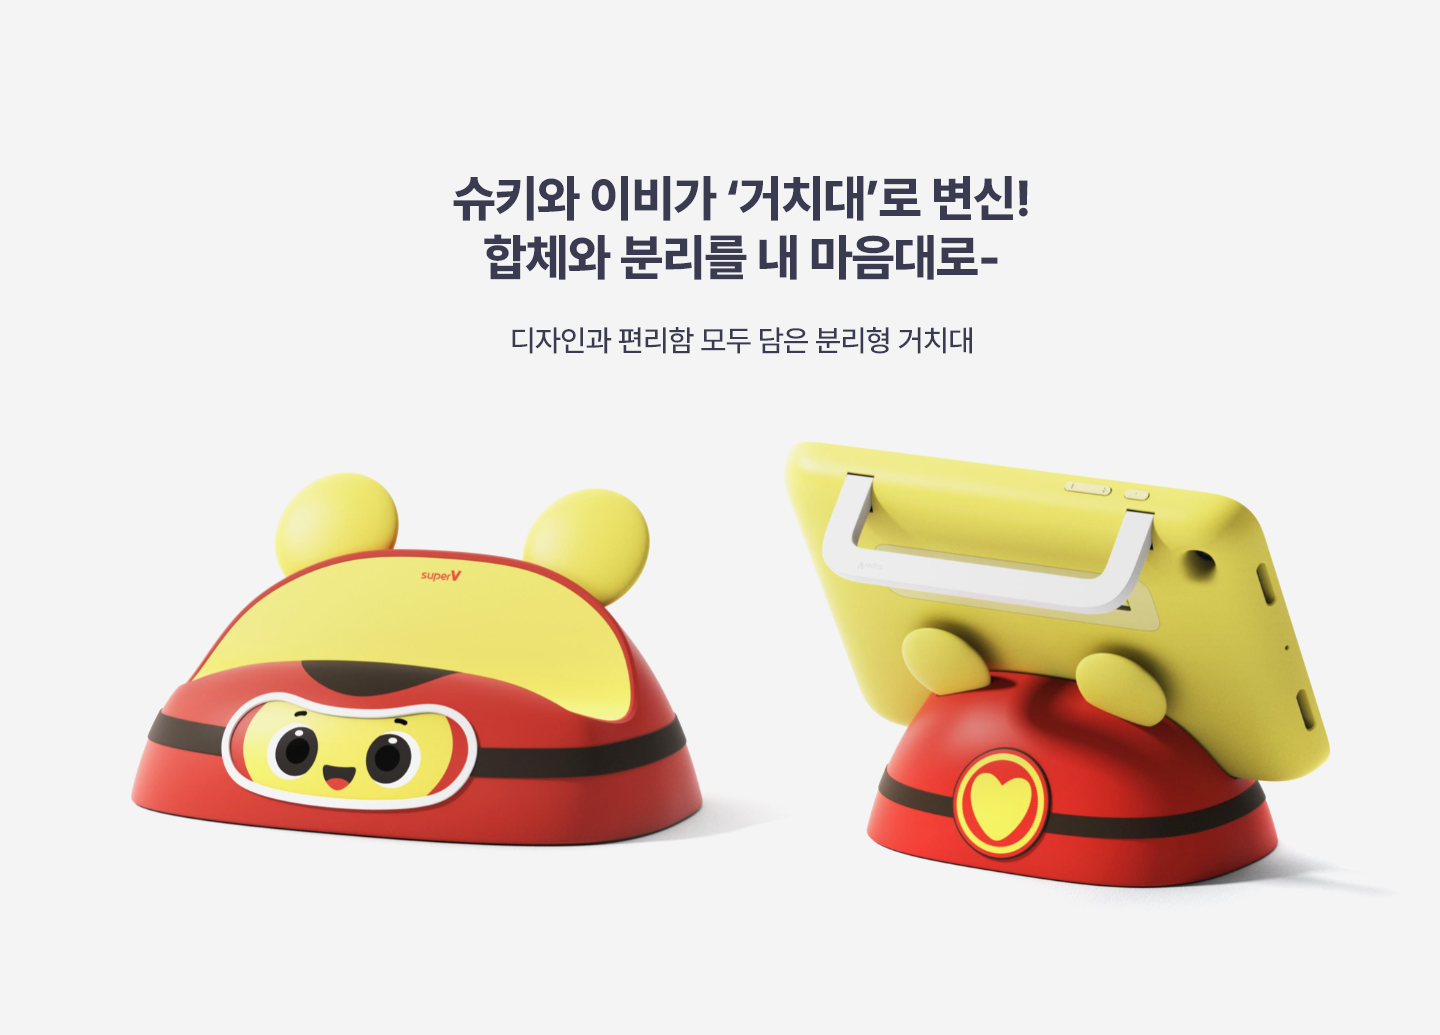 슈키와 이비가 ‘거치대’로 변신!
합체와 분리를 내 마음대로-
디자인과 편리함 모두 담은 분리형 거치대
superV